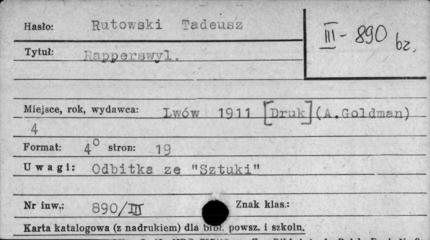 Hasło: Rutowski Tadeusz
III - 890 bz.
Tytuł: Rapperswyl.
Miejsce, rok, wydawca: Lwów 1911 [Druk] (A.Goldman)
4
Format: 4° stron: 19
Uwagi: Odbitka ze "Sztuki"
Nr inw.: 890/III Znak klas.:
Karta katalogowa (z nadrukiem) dla bibl. powsz. i szkoln.